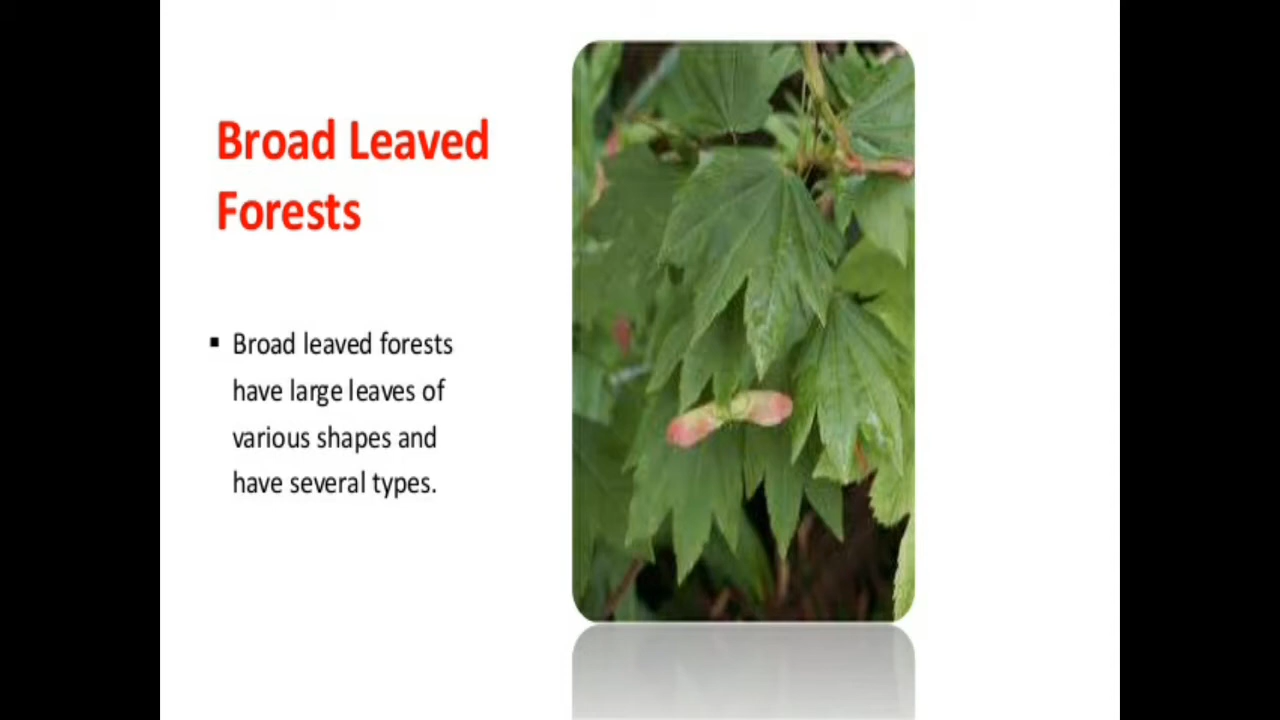 Broad Leaved
Forests
▪ Broad leaved forests
have large leaves of
various shapes and
have several types.